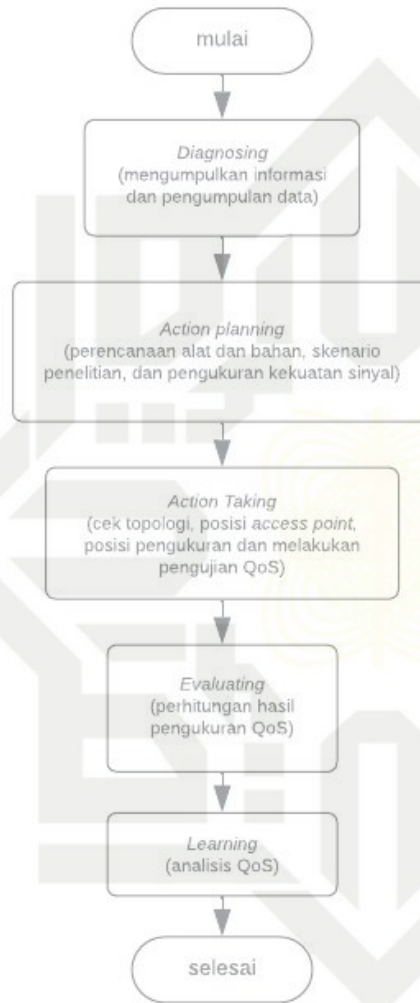 mulai
Diagnosing
(mengumpulkan informasi
dan pengumpulan data)
Action planning
(perencanaan alat dan bahan, skenario
penelitian, dan pengukuran kekuatan sinyal)
Action Taking
(cek topologi, posisi access point,
posisi pengukuran dan melakukan
pengujian QoS)
Evaluating
(perhitungan hasil
pengukuran QoS)
Learning
(analisis QoS)
selesai